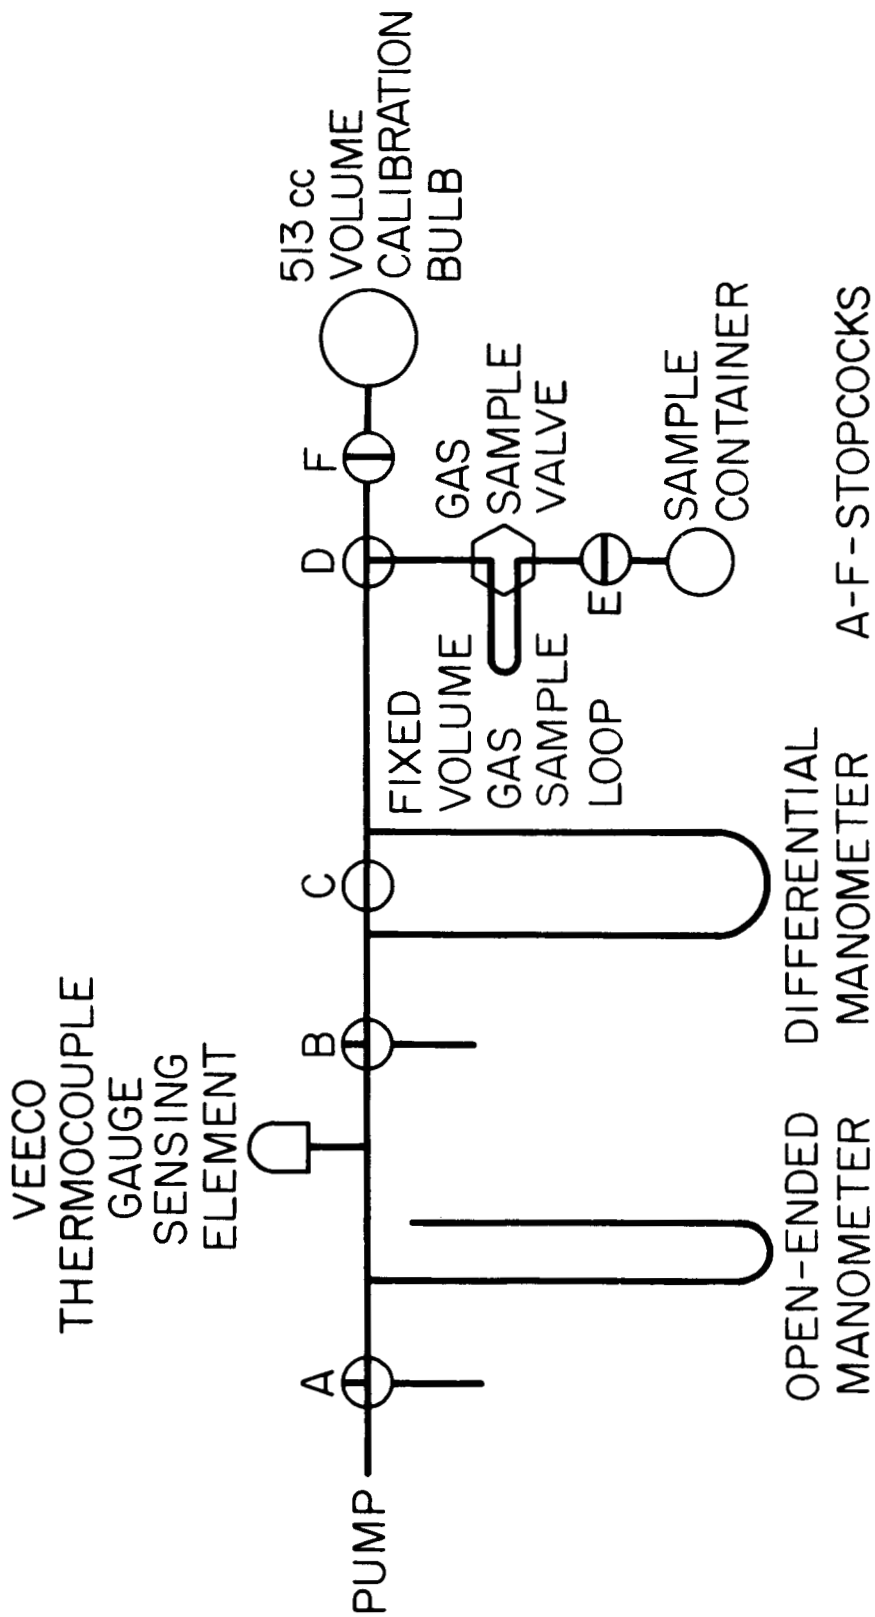 VEECO
THERMOCOUPLE
GAUGE
SENSING
ELEMENT
513 cc
VOLUME
CALIBRATION
BULB
A
B
C
D
F
PUMP
FIXED
VOLUME
GAS
SAMPLE
LOOP
GAS
SAMPLE
VALVE
E
SAMPLE
CONTAINER
OPEN-ENDED
MANOMETER
DIFFERENTIAL
MANOMETER
A-F-STOPCOCKS